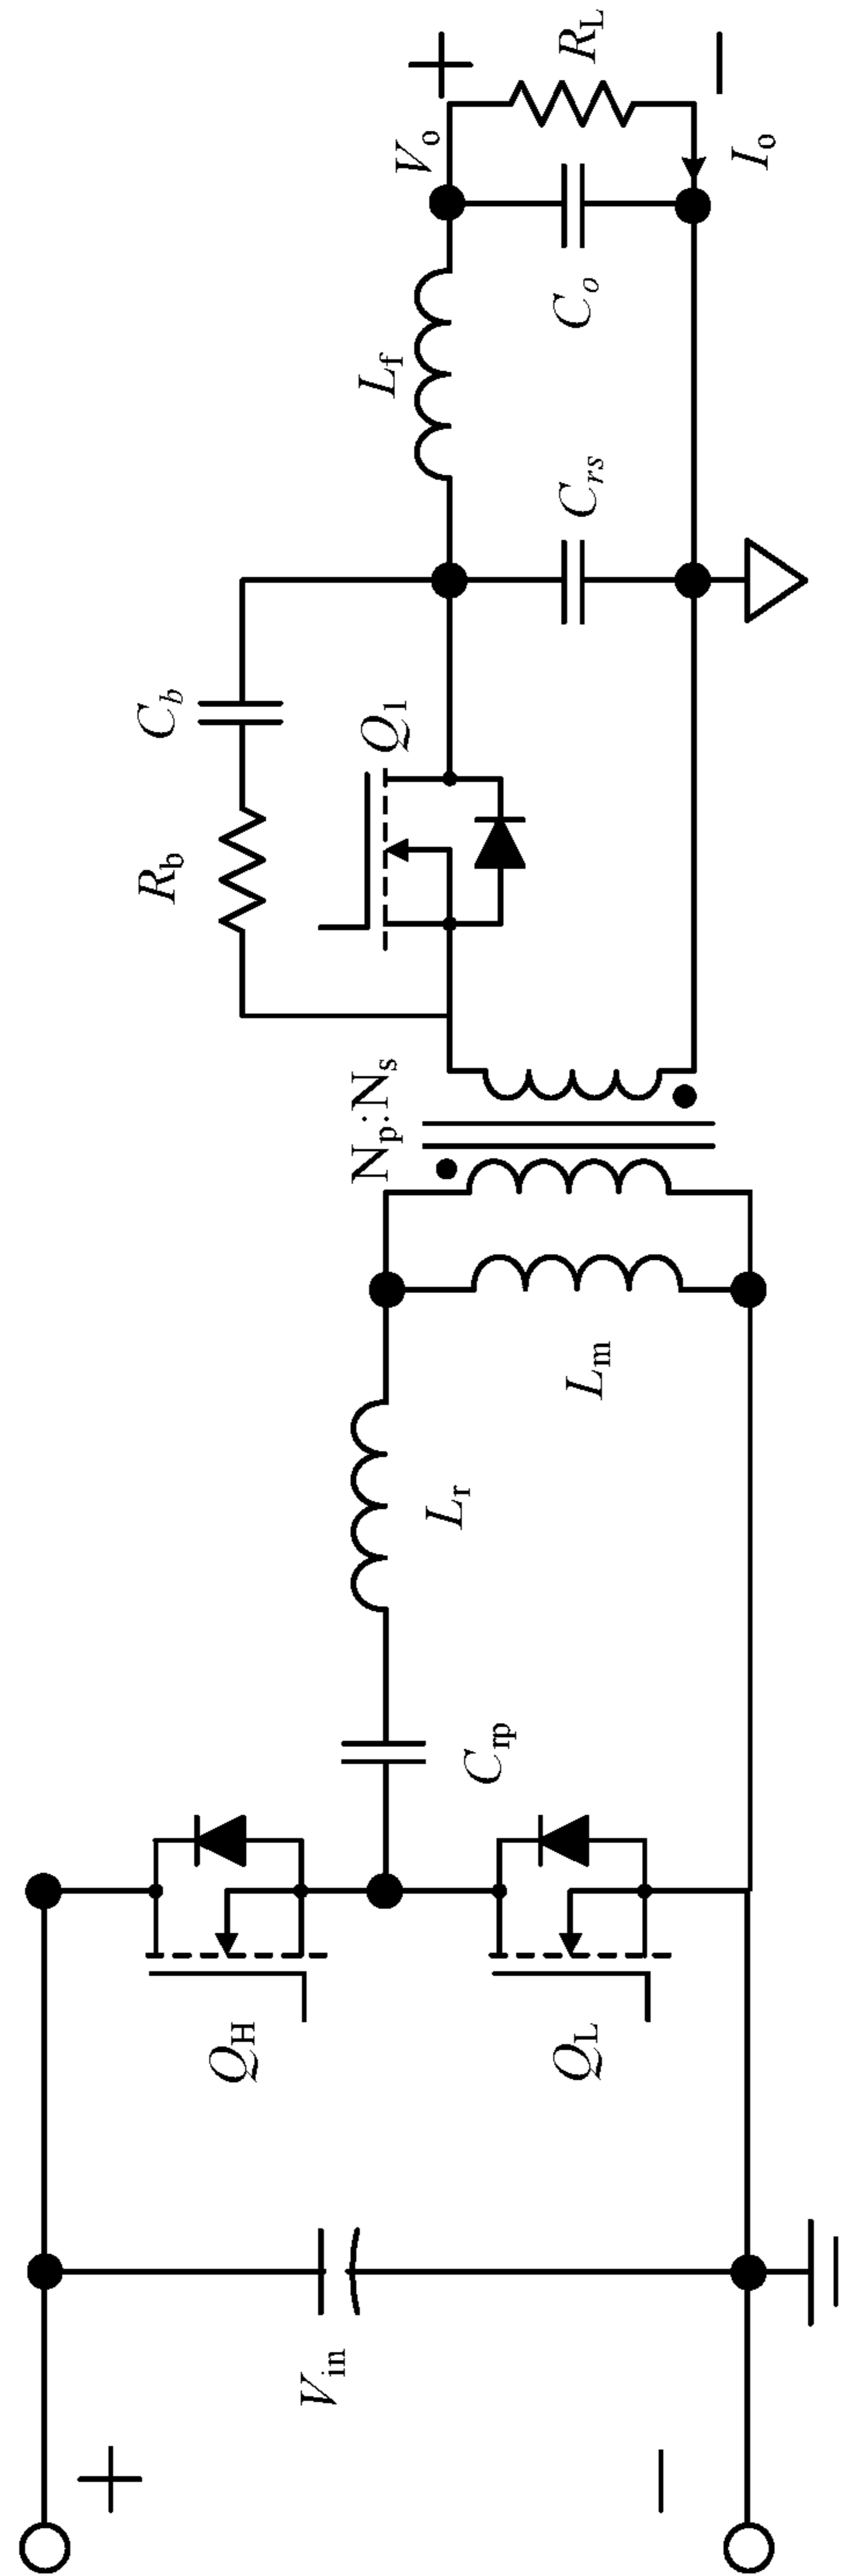 +
−
V_in
Q_H
Q_L
C_rp
L_r
L_m
N_p:N_s
R_b
C_b
Q_1
C_rs
L_f
C_o
V_o
+
R_L
−
I_o